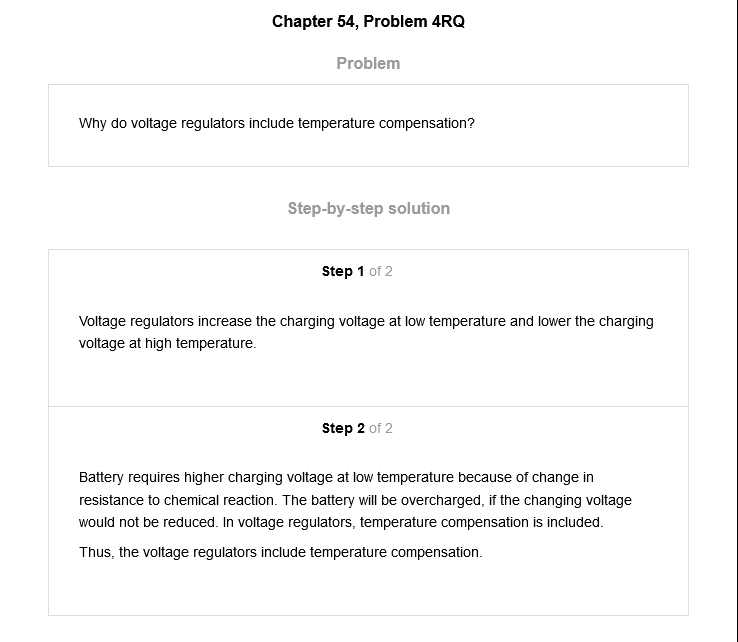 Chapter 54, Problem 4RQ
Problem
Why do voltage regulators include temperature compensation?
Step-by-step solution
Step 1 of 2
Voltage regulators increase the charging voltage at low temperature and lower the charging
voltage at high temperature.
Step 2 of 2
Battery requires higher charging voltage at low temperature because of change in
resistance to chemical reaction. The battery will be overcharged, if the changing voltage
would not be reduced. In voltage regulators, temperature compensation is included.
Thus, the voltage regulators include temperature compensation.